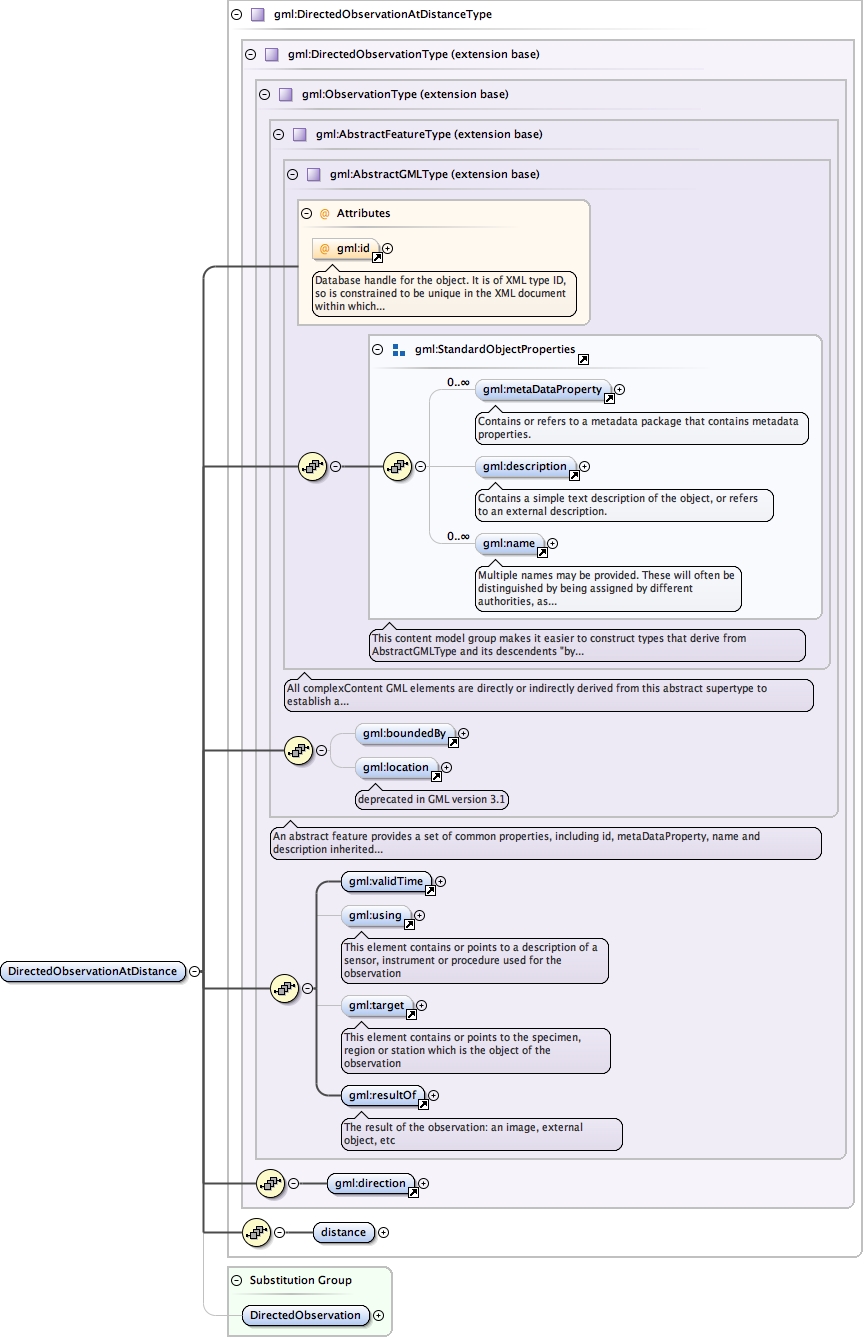 gml:DirectedObservationAtDistanceType
gml:DirectedObservationType (extension base)
gml:ObservationType (extension base)
gml:AbstractFeatureType (extension base)
gml:AbstractGMLType (extension base)
@ Attributes
@ gml:id
Database handle for the object. It is of XML type ID,
so is constrained to be unique in the XML document
within which...
gml:StandardObjectProperties
0..∞
gml:metaDataProperty
Contains or refers to a metadata package that contains metadata
properties.
gml:description
Contains a simple text description of the object, or refers
to an external description.
0..∞
gml:name
Multiple names may be provided. These will often be
distinguished by being assigned by different
authorities, as...
This content model group makes it easier to construct types that derive from
AbstractGMLType and its descendents "by...
All complexContent GML elements are directly or indirectly derived from this abstract supertype to
establish a...
gml:boundedBy
gml:location
deprecated in GML version 3.1
An abstract feature provides a set of common properties, including id, metaDataProperty, name and
description inherited...
gml:validTime
gml:using
This element contains or points to a description of a
sensor, instrument or procedure used for the
observation
DirectedObservationAtDistance
gml:target
This element contains or points to the specimen,
region or station which is the object of the
observation
gml:resultOf
The result of the observation: an image, external
object, etc
gml:direction
distance
Substitution Group
DirectedObservation